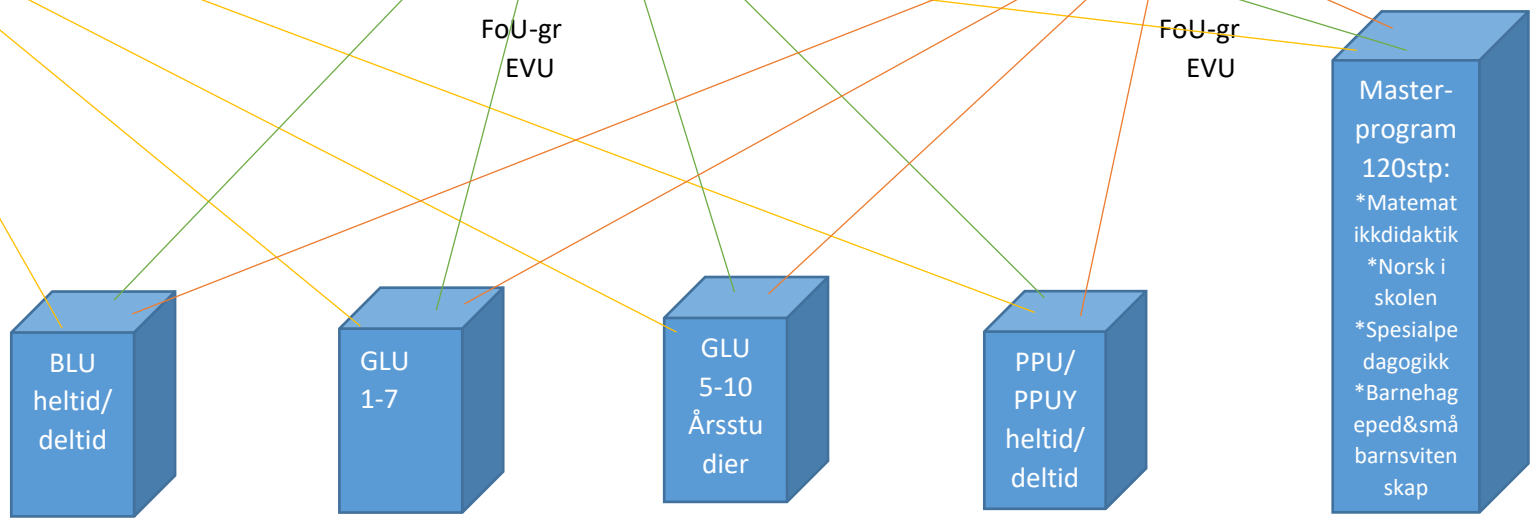 FoU-gr
EVU
FoU-gr
EVU
BLU
heltid/
deltid
GLU
1-7
GLU
5-10
Årsstu
dier
PPU/
PPUY
heltid/
deltid
Master-
program
120stp:
*Matemat
ikkdidaktik
*Norsk i
skolen
*Spesialpe
dagogikk
*Barnehag
eped&små
barnsviten
skap